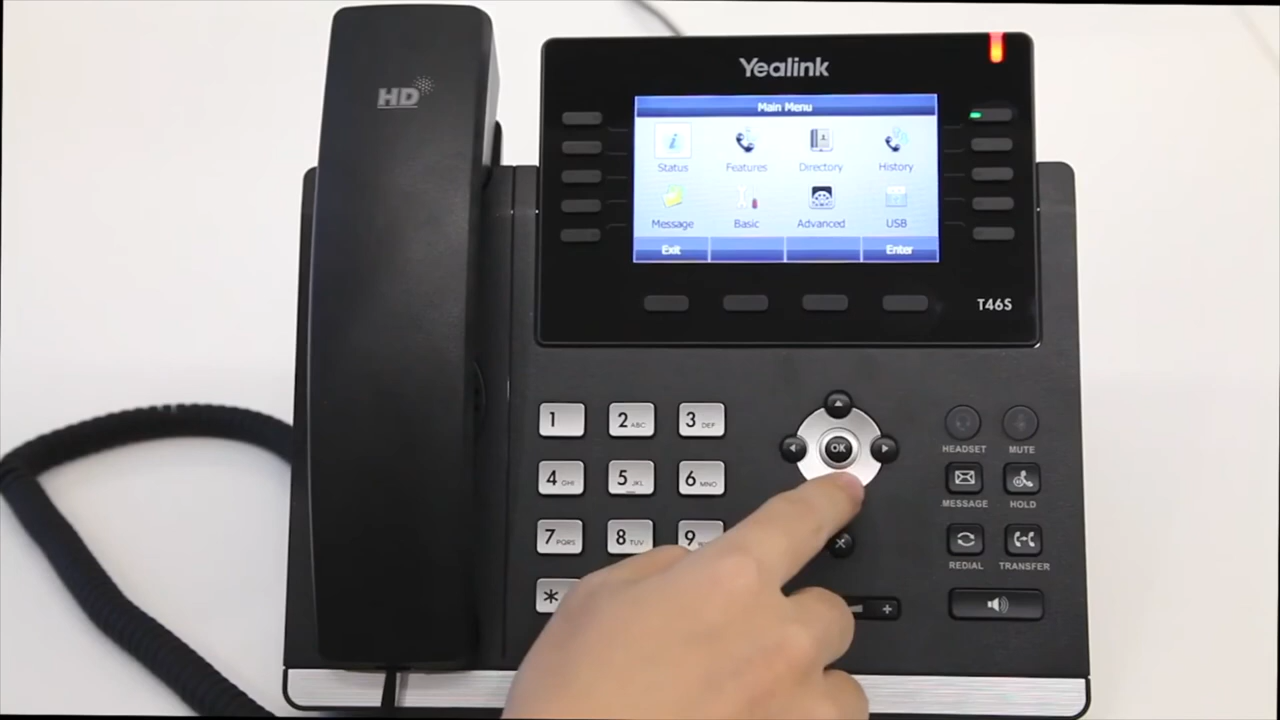 HD
Yealink
Main Menu
Status Features Directory History
Message Basic Advanced USB
Exit Enter
T46S
1 2 ABC 3 DEF
4 GHI 5 JKL 6 MNO
7 PQRS 8 TUV 9
*
OK
HEADSET MUTE
MESSAGE HOLD
REDIAL TRANSFER
+